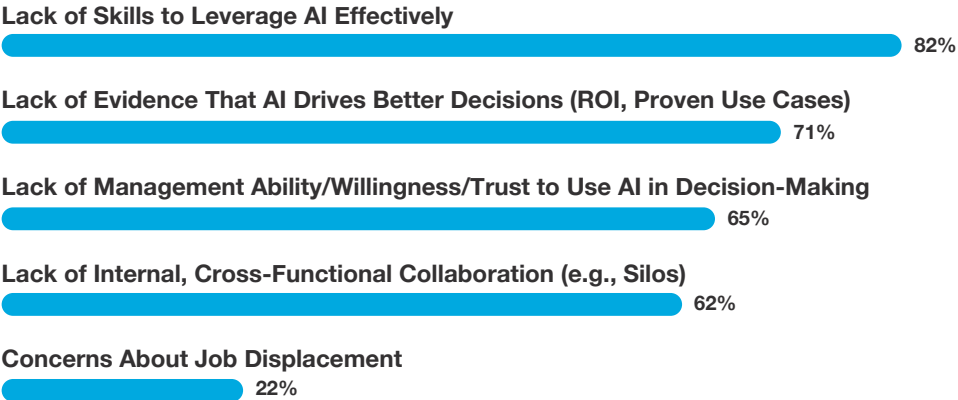 Lack of Skills to Leverage AI Effectively
82%
Lack of Evidence That AI Drives Better Decisions (ROI, Proven Use Cases)
71%
Lack of Management Ability/Willingness/Trust to Use AI in Decision-Making
65%
Lack of Internal, Cross-Functional Collaboration (e.g., Silos)
62%
Concerns About Job Displacement
22%